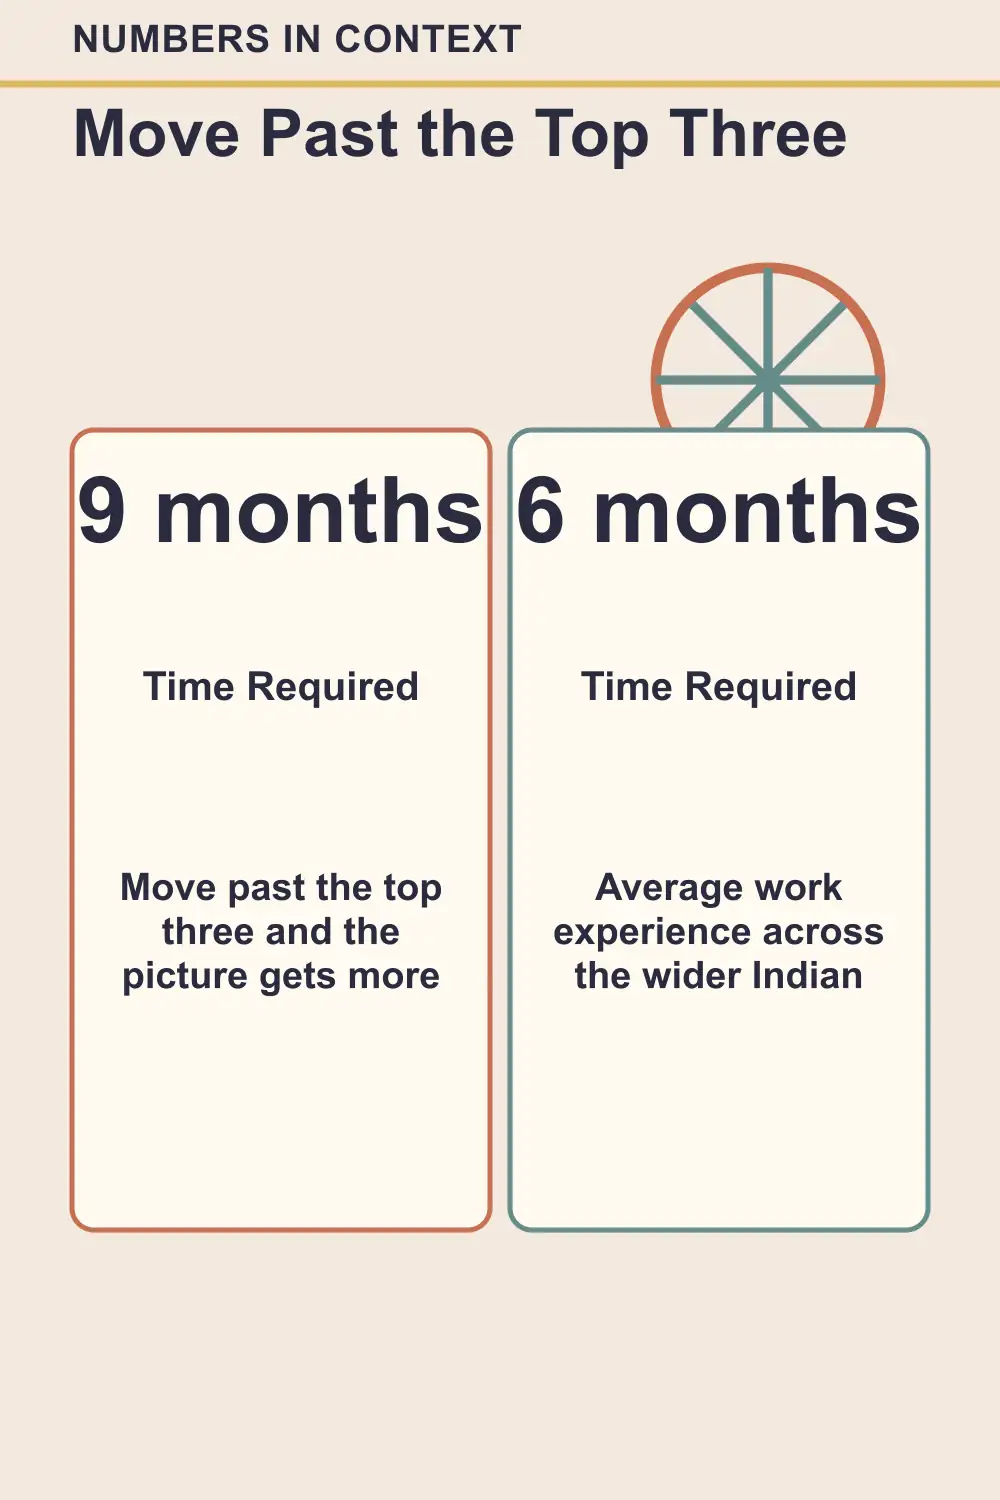 NUMBERS IN CONTEXT
Move Past the Top Three
9 months
Time Required
Move past the top
three and the
picture gets more
6 months
Time Required
Average work
experience across
the wider Indian